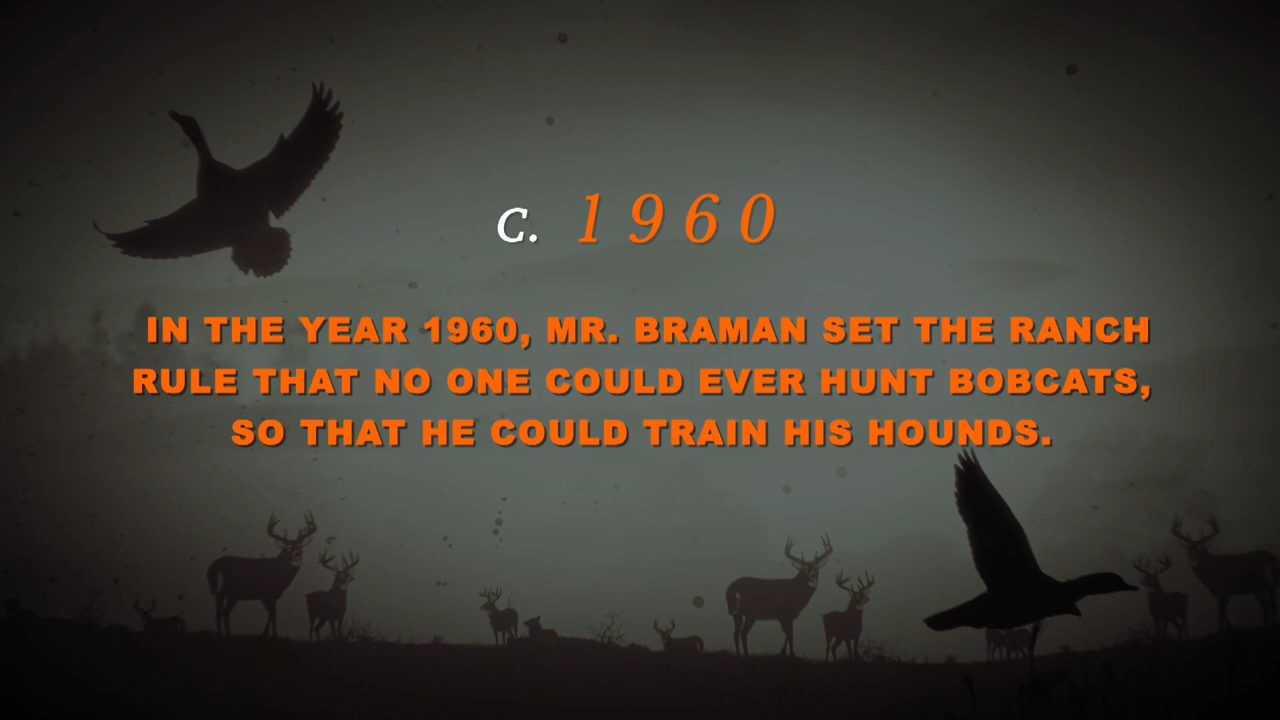 c. 1960
IN THE YEAR 1960, MR. BRAMAN SET THE RANCH
RULE THAT NO ONE COULD EVER HUNT BOBCATS,
SO THAT HE COULD TRAIN HIS HOUNDS.